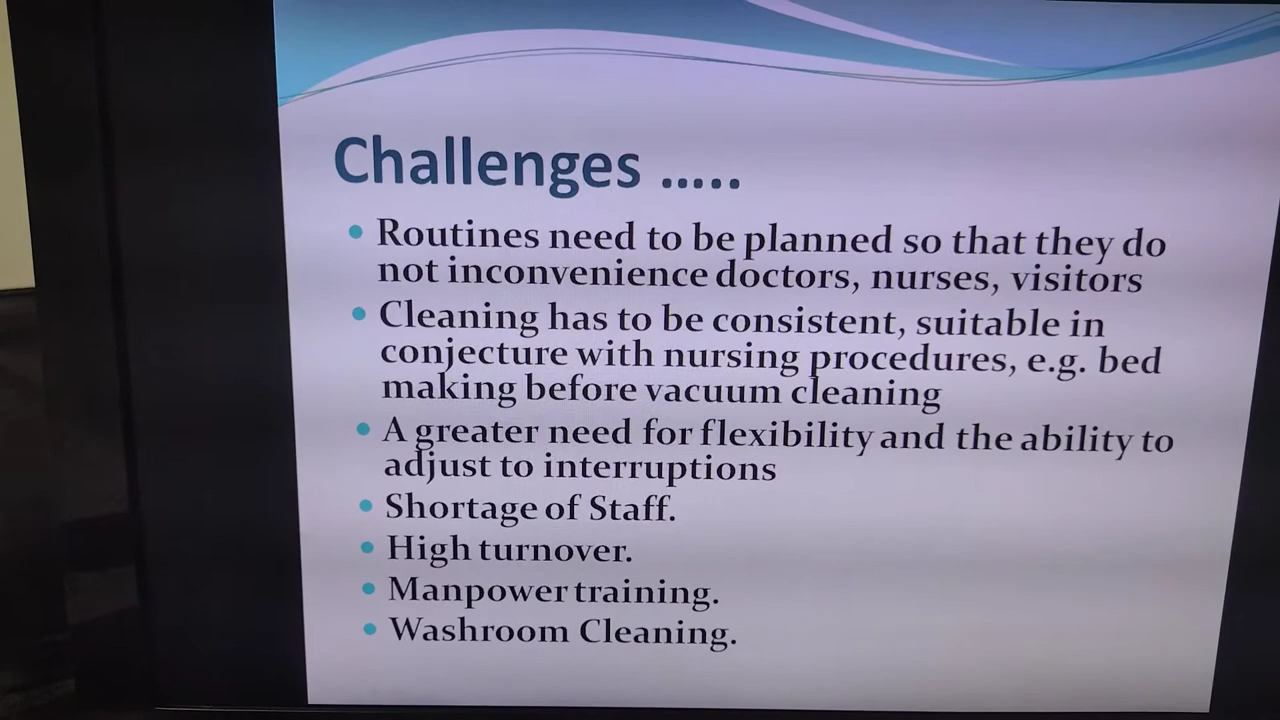 Challenges .....
• Routines need to be planned so that they do
not inconvenience doctors, nurses, visitors
• Cleaning has to be consistent, suitable in
conjecture with nursing procedures, e.g. bed
making before vacuum cleaning
• A greater need for flexibility and the ability to
adjust to interruptions
• Shortage of Staff.
• High turnover.
• Manpower training.
• Washroom Cleaning.